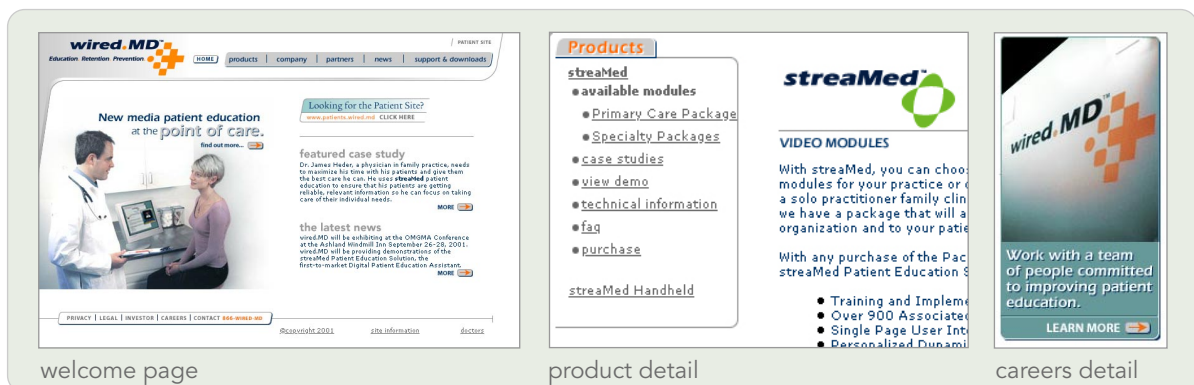 wired.MD™
Education Retention Prevention
PATIENT SITE
HOME | products | company | partners | news | support & downloads
New media patient education
at the point of care.
find out more...
Looking for the Patient Site?
www.patients.wired.md CLICK HERE
featured case study
Dr. James Heder, a physician in family practice, needs
to maximize his time with his patients and give them
the best care he can. He uses streaMed patient
education to ensure that his patients are getting
reliable, relevant information so he can focus on taking
care of their individual needs.
MORE
the latest news
wired.MD will be exhibiting at the OMGMA Conference
at the Ashland Windmill Inn September 26-28, 2001.
wired.MD will be providing demonstrations of the
streaMed Patient Education Solution, the
first-to-market Digital Patient Education Assistant.
MORE
PRIVACY | LEGAL | INVESTOR | CAREERS | CONTACT 866-WIRED-MD
©copyright 2001 site information doctors
welcome page
Products
streaMed
available modules
Primary Care Package
Specialty Packages
case studies
view demo
technical information
faq
purchase
streaMed Handheld
streaMed™
VIDEO MODULES
With streaMed, you can choo
modules for your practice or
a solo practitioner family clin
we have a package that will a
organization and to your patie
With any purchase of the Pac
streaMed Patient Education S
Training and Impleme
Over 900 Associated
Single Page User Int
Personalized Dynami
product detail
wired.MD™
Work with a team
of people committed
to improving patient
education.
LEARN MORE
careers detail